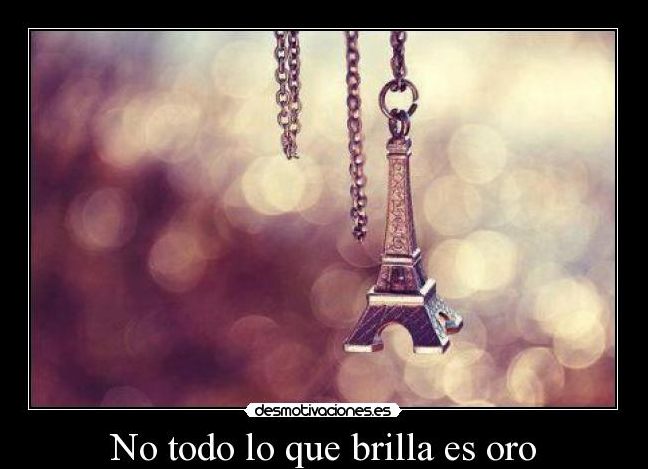 desmotivaciones.es
No todo lo que brilla es oro